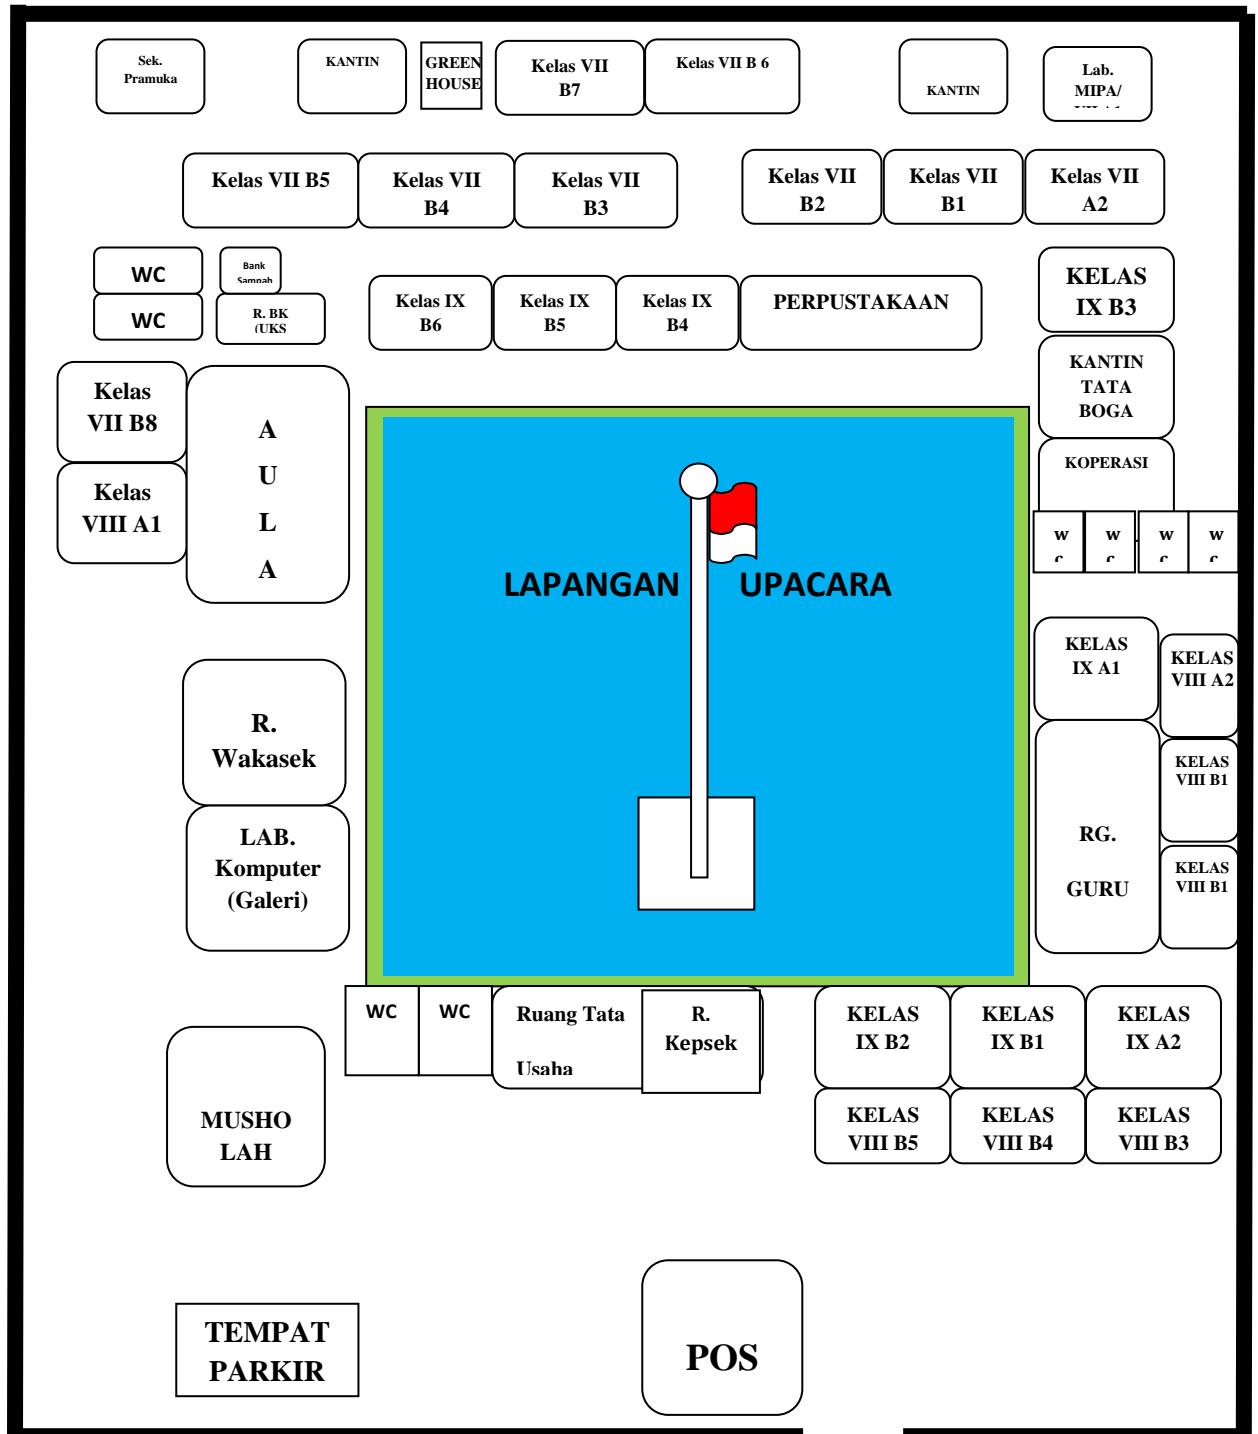 Sek.
Pramuka
KANTIN
GREEN
HOUSE
Kelas VII
B7
Kelas VII B 6
KANTIN
Lab.
MIPA/
Kelas VII B5
Kelas VII
B4
Kelas VII
B3
Kelas VII
B2
Kelas VII
B1
Kelas VII
A2
WC
WC
Bank
Sampah
R. BK
(UKS
Kelas IX
B6
Kelas IX
B5
Kelas IX
B4
PERPUSTAKAAN
KELAS
IX B3
KANTIN
TATA
BOGA
KOPERASI
W
C
W
C
W
C
W
C
Kelas
VII B8
Kelas
VIII A1
A
U
L
A
LAPANGAN UPACARA
KELAS
IX A1
KELAS
VIII A2
KELAS
VIII B1
KELAS
VIII B1
RG.
GURU
R.
Wakasek
LAB.
Komputer
(Galeri)
WC
WC
Ruang Tata
Usaha
R.
Kepsek
KELAS
IX B2
KELAS
IX B1
KELAS
IX A2
KELAS
VIII B5
KELAS
VIII B4
KELAS
VIII B3
MUSHO
LAH
TEMPAT
PARKIR
POS